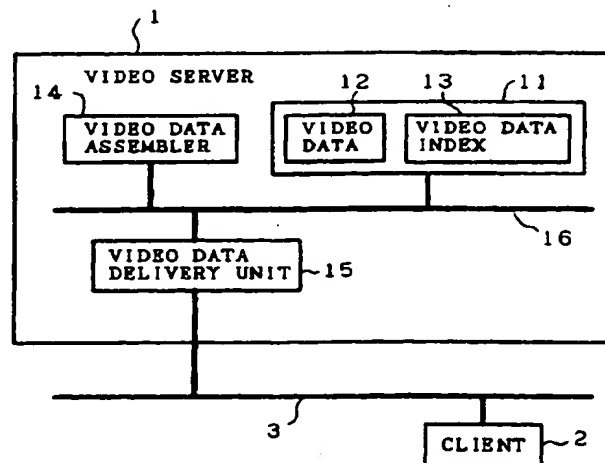 1
VIDEO SERVER
14
12
13
11
VIDEO DATA
ASSEMBLER
VIDEO
DATA
VIDEO DATA
INDEX
16
VIDEO DATA
DELIVERY UNIT
15
3
CLIENT
2